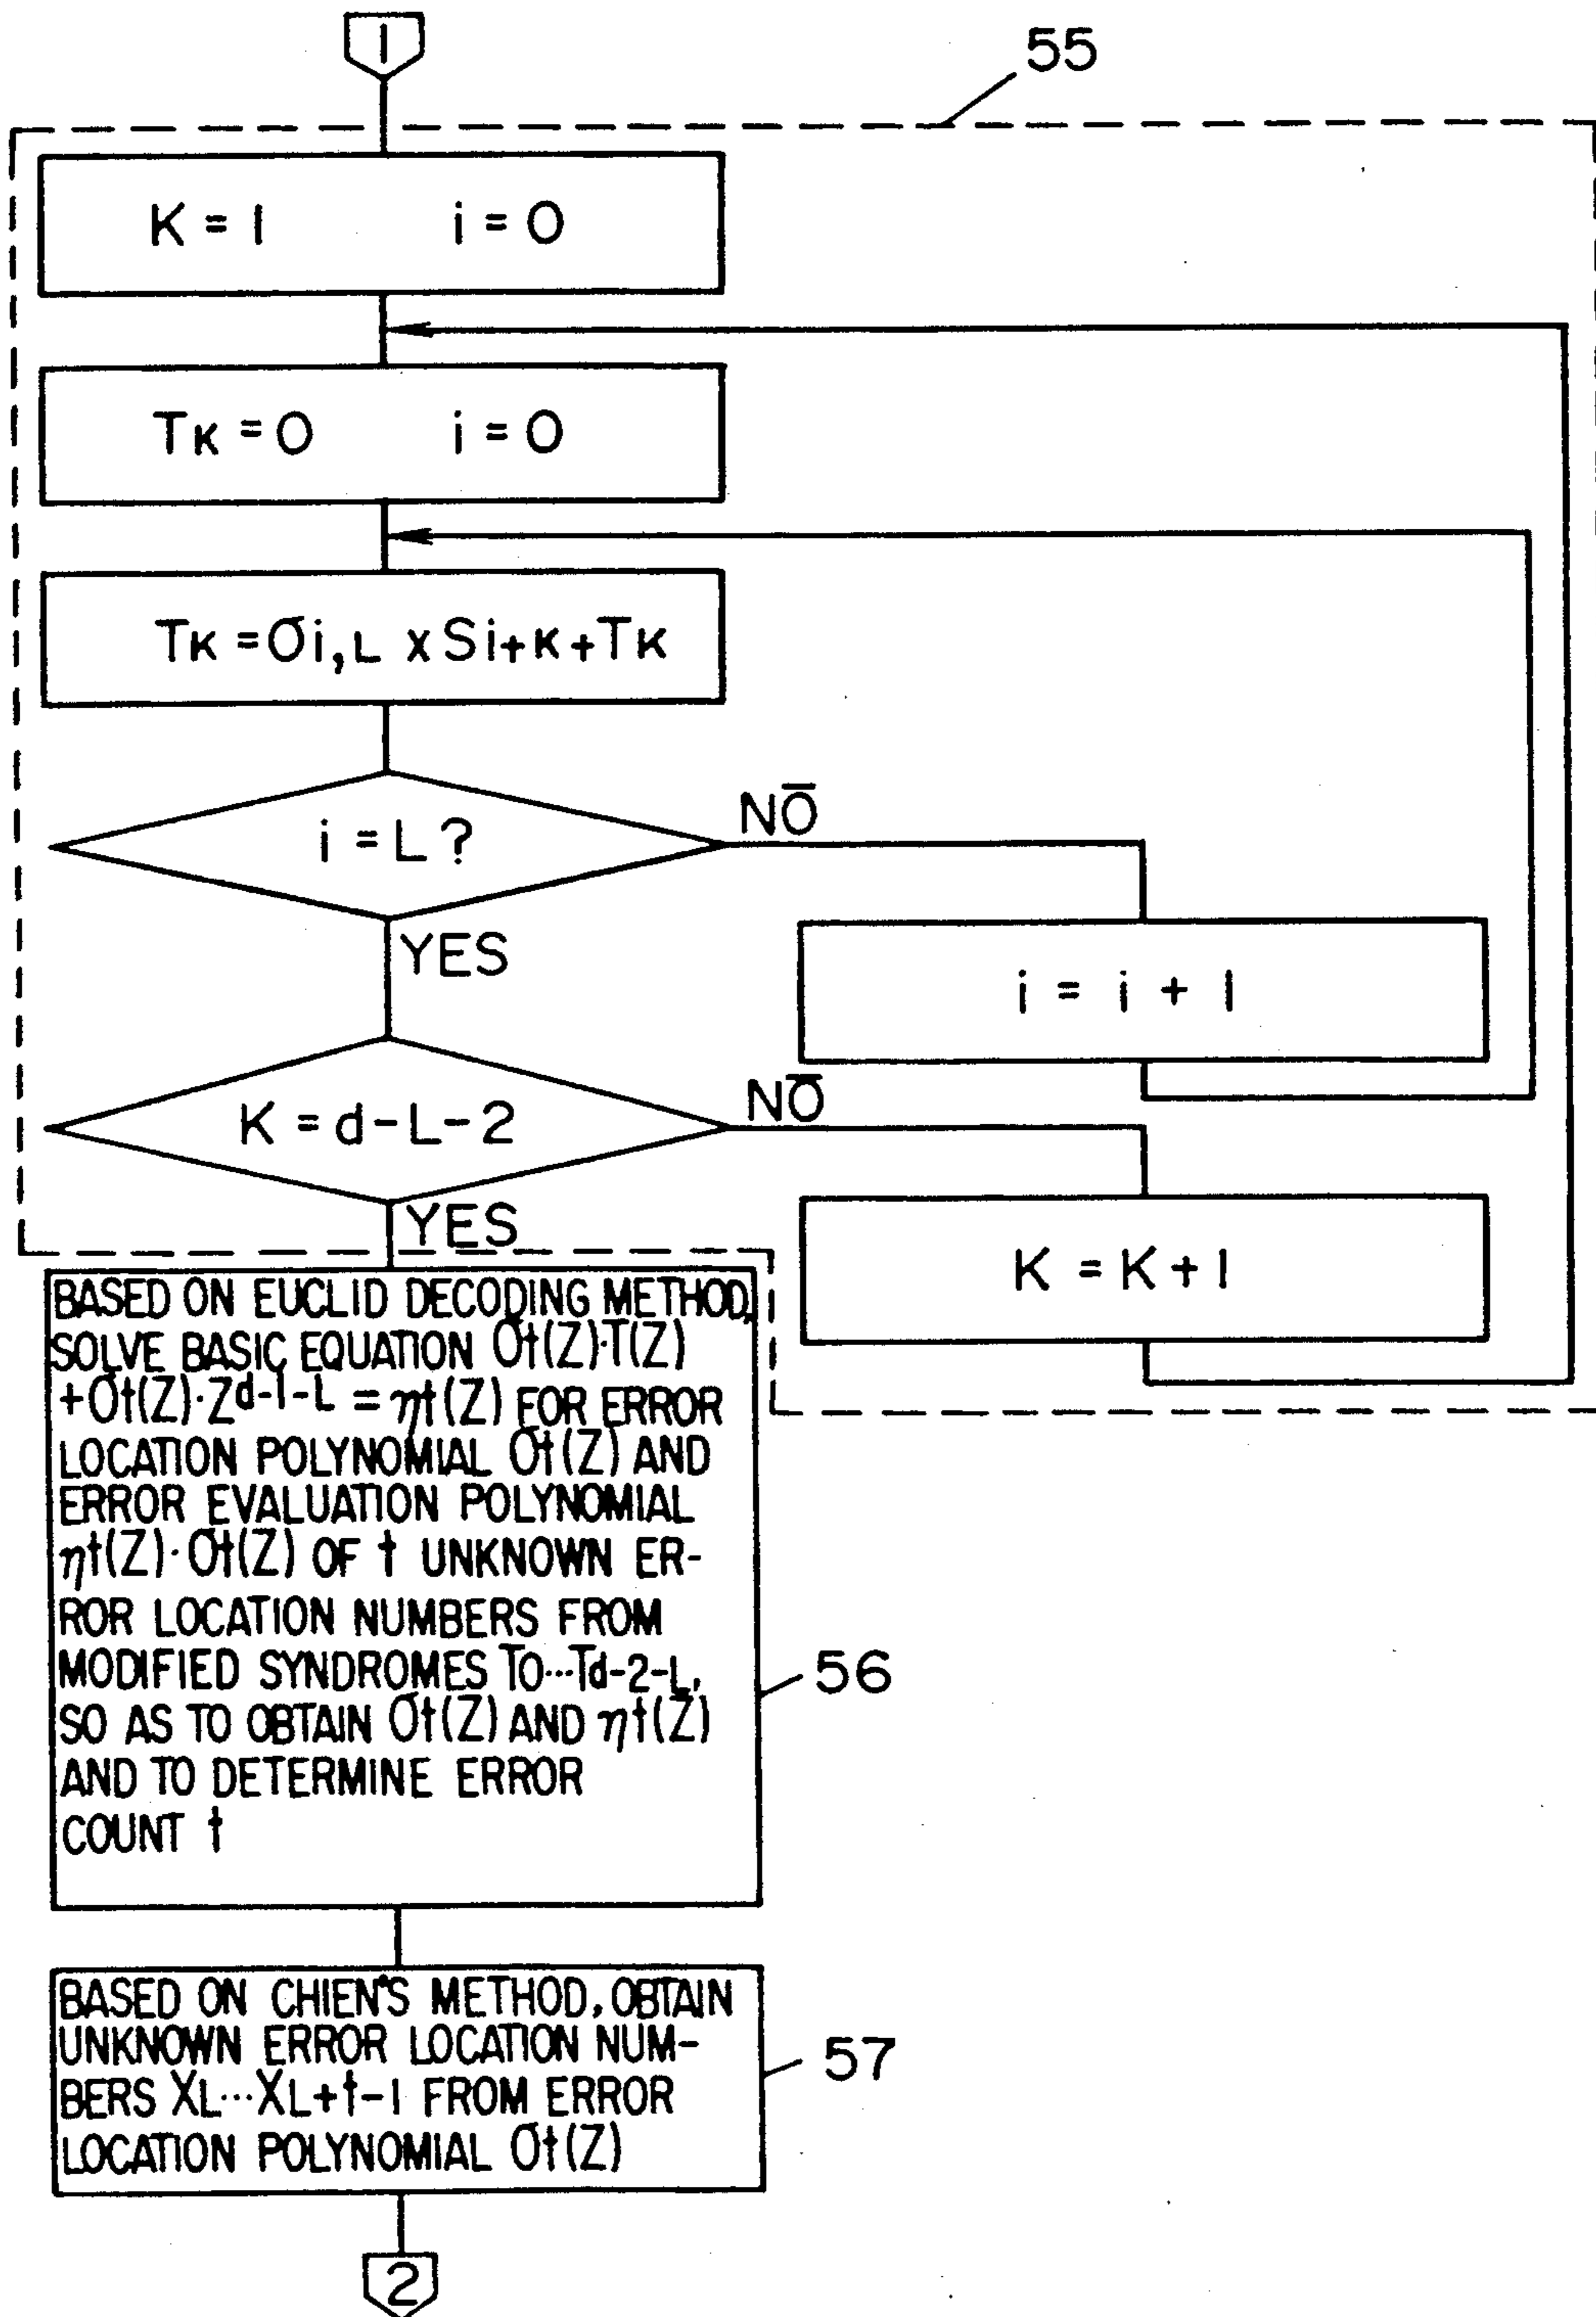 1
55
K = 1 i = 0
TK = 0 i = 0
TK = σi,L x Si+K + TK
i = L ?
NO
YES
i = i + 1
K = d-L-2
NO
YES
K = K + 1
BASED ON EUCLID DECODING METHOD,
SOLVE BASIC EQUATION σt(Z)·T(Z)
+σt(Z)·Z^d-1-L = ηt(Z) FOR ERROR
LOCATION POLYNOMIAL σt(Z) AND
ERROR EVALUATION POLYNOMIAL
ηt(Z)·σt(Z) OF t UNKNOWN ER-
ROR LOCATION NUMBERS FROM
MODIFIED SYNDROMES T0···Td-2-L,
SO AS TO OBTAIN σt(Z) AND ηt(Z)
AND TO DETERMINE ERROR
COUNT t
56
BASED ON CHIEN'S METHOD, OBTAIN
UNKNOWN ERROR LOCATION NUM-
BERS XL···XL+t-1 FROM ERROR
LOCATION POLYNOMIAL σt(Z)
57
2